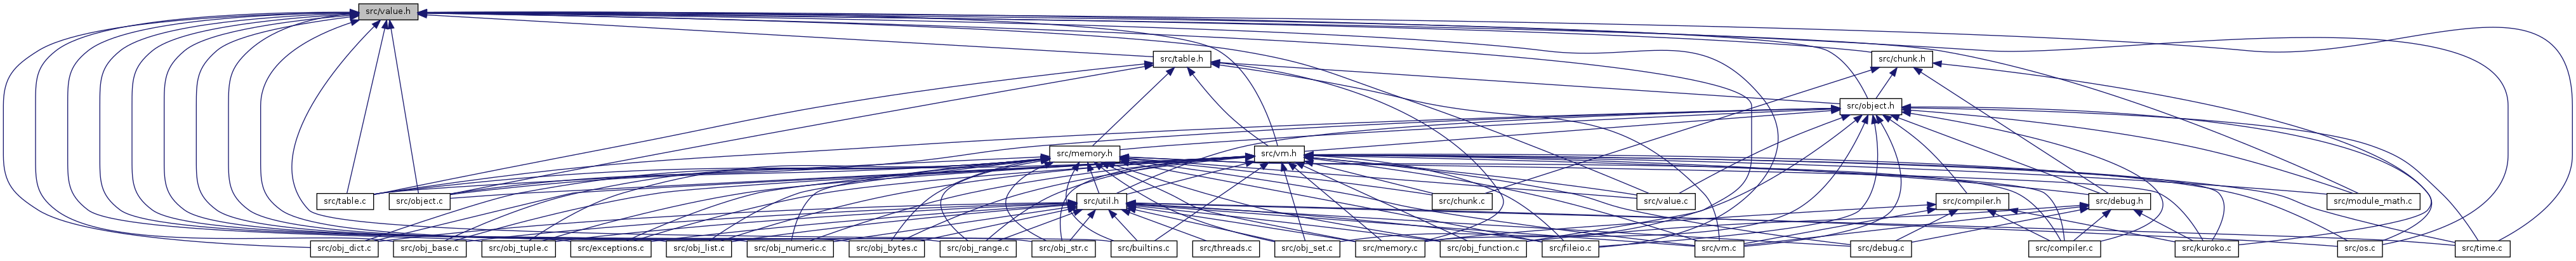 src/value.h
src/table.h
src/chunk.h
src/object.h
src/memory.h
src/vm.h
src/table.c
src/object.c
src/util.h
src/chunk.c
src/value.c
src/compiler.h
src/debug.h
src/module_math.c
src/obj_dict.c
src/obj_base.c
src/obj_tuple.c
src/exceptions.c
src/obj_list.c
src/obj_numeric.c
src/obj_bytes.c
src/obj_range.c
src/obj_str.c
src/builtins.c
src/threads.c
src/obj_set.c
src/memory.c
src/obj_function.c
src/fileio.c
src/vm.c
src/debug.c
src/compiler.c
src/kuroko.c
src/os.c
src/time.c